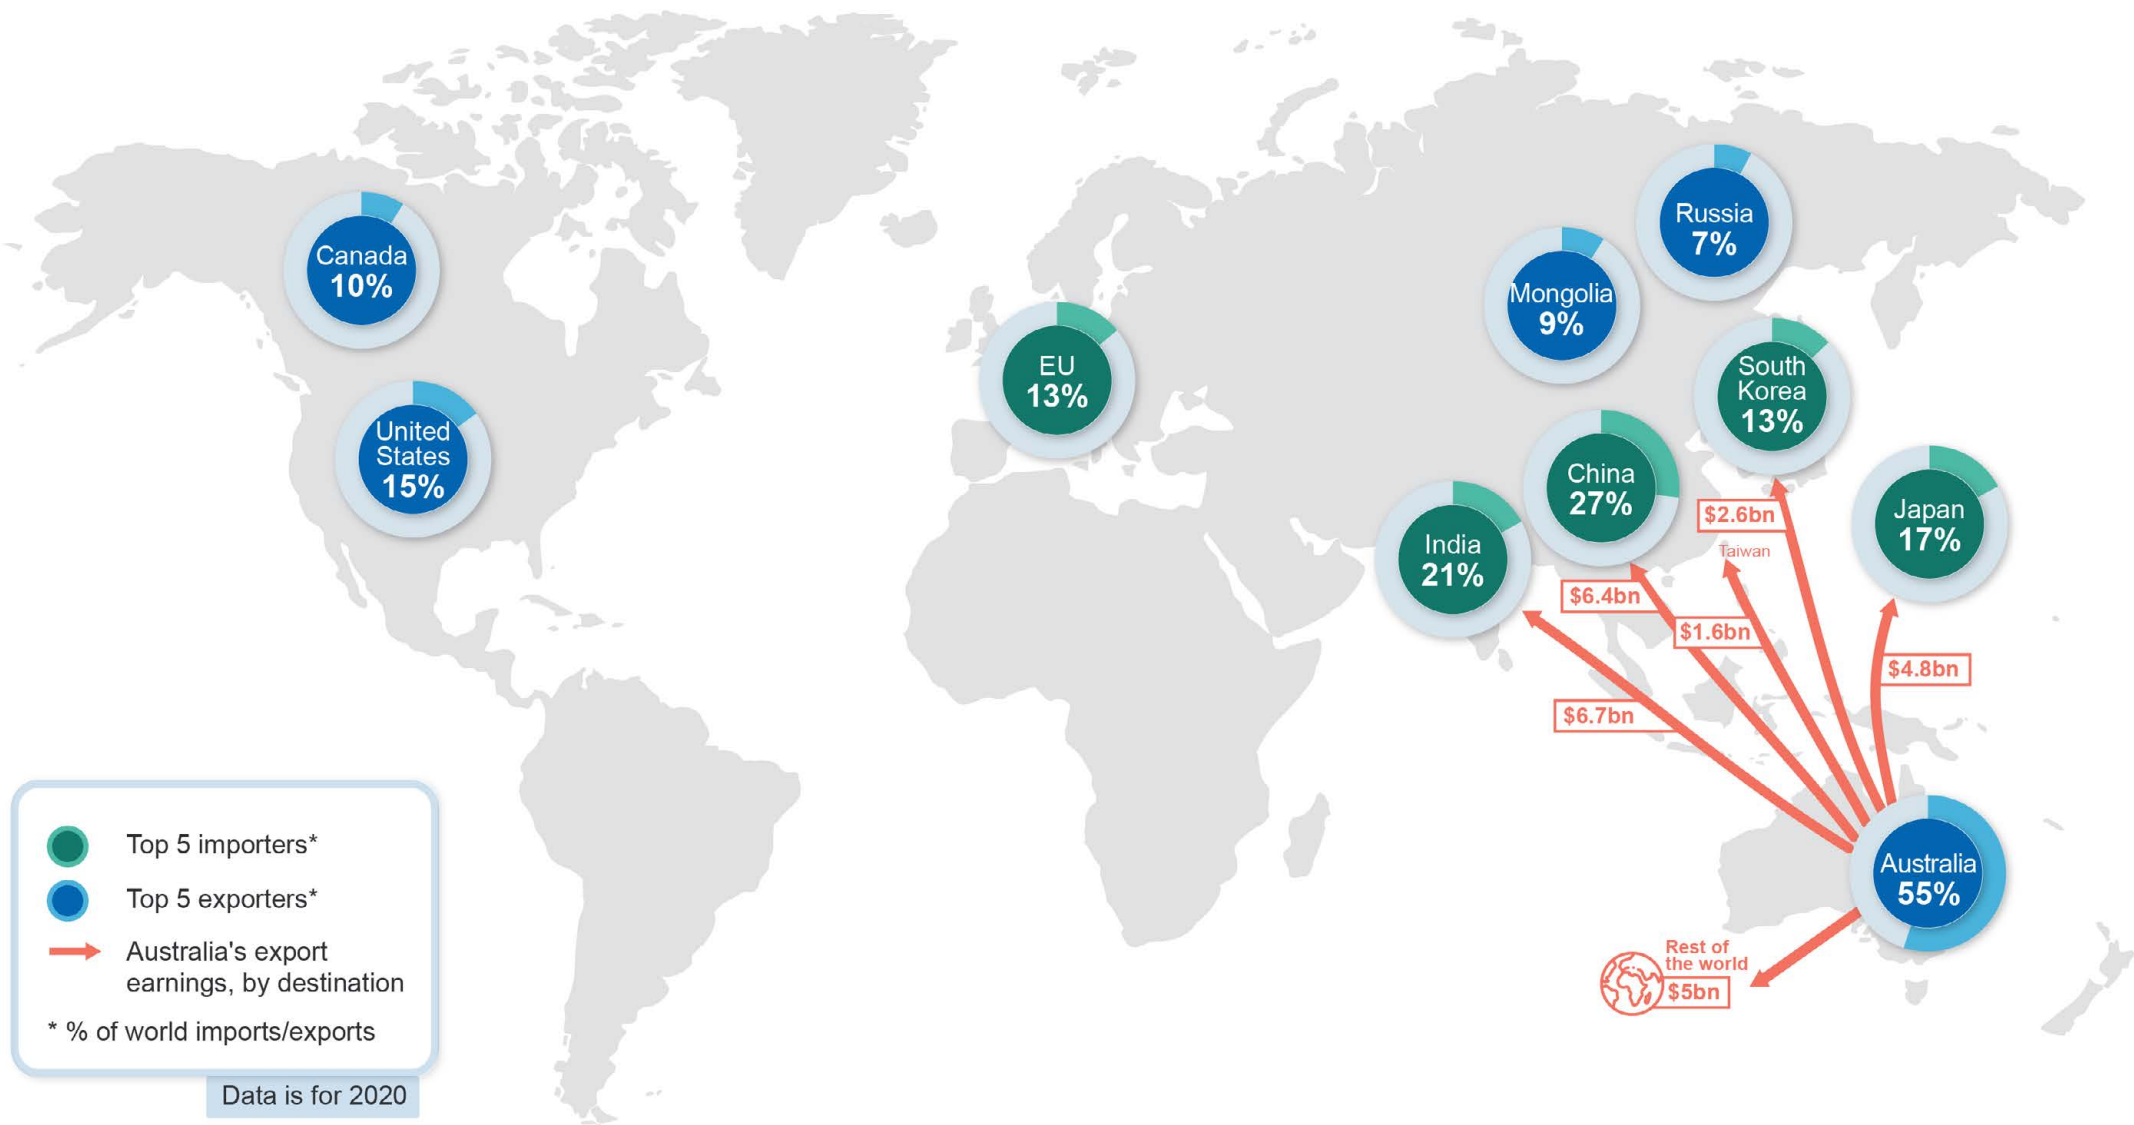 Canada
10%
United
States
15%
EU
13%
Russia
7%
Mongolia
9%
South
Korea
13%
China
27%
India
21%
Japan
17%
$2.6bn
Taiwan
$6.4bn
$1.6bn
$4.8bn
$6.7bn
Australia
55%
Rest of
the world
$5bn
Top 5 importers*
Top 5 exporters*
Australia's export
earnings, by destination
* % of world imports/exports
Data is for 2020